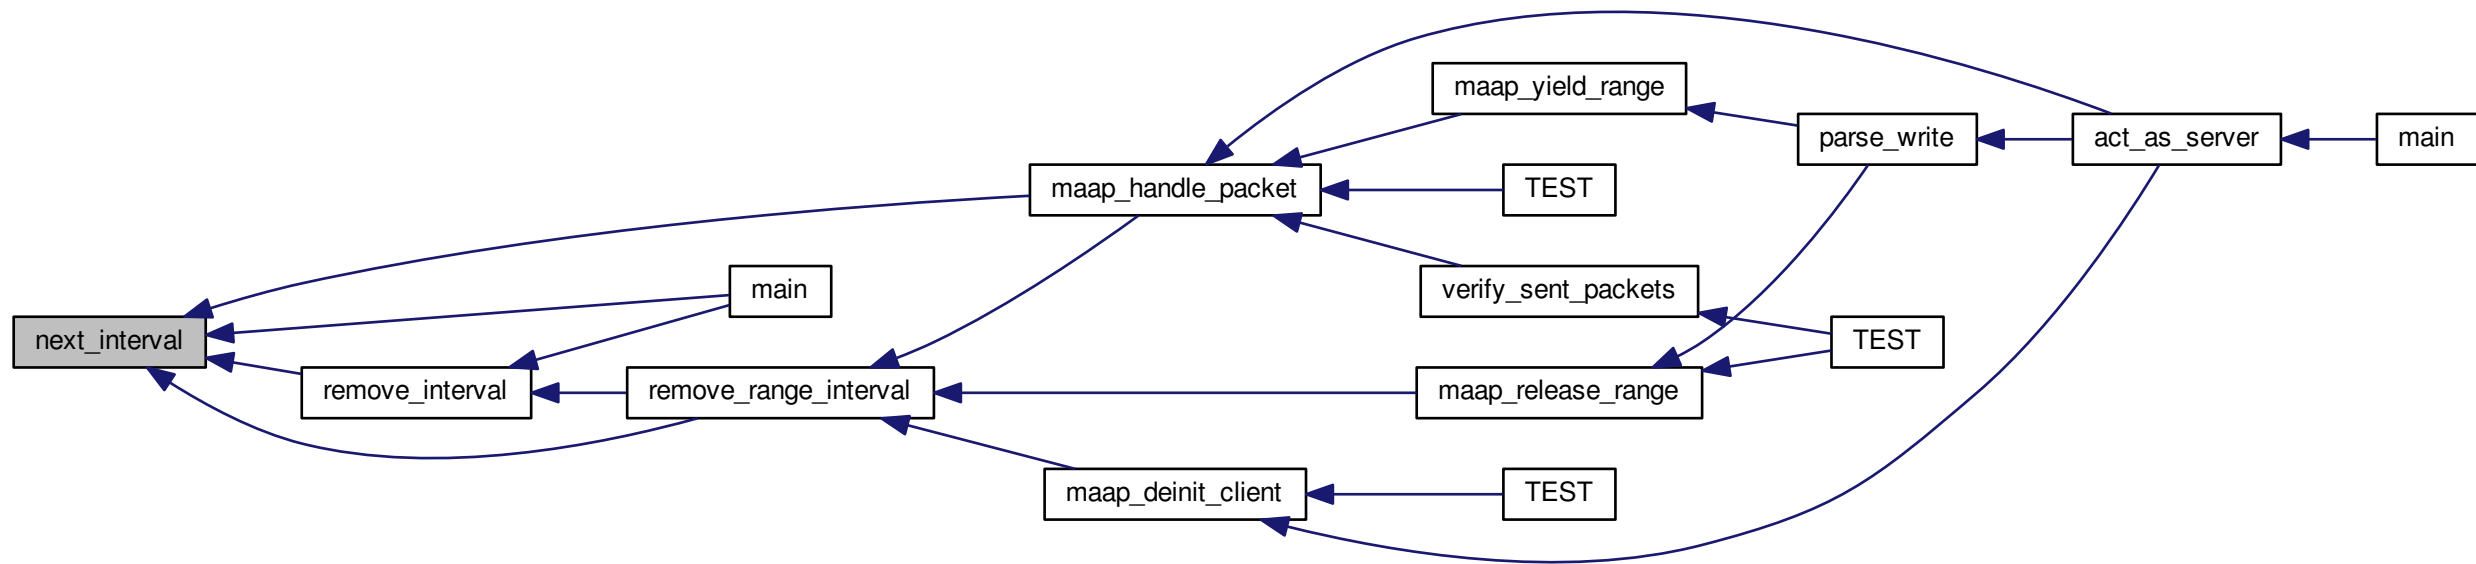 maap_yield_range
parse_write
act_as_server
main
maap_handle_packet
TEST
main
verify_sent_packets
next_interval
TEST
remove_interval
remove_range_interval
maap_release_range
maap_deinit_client
TEST